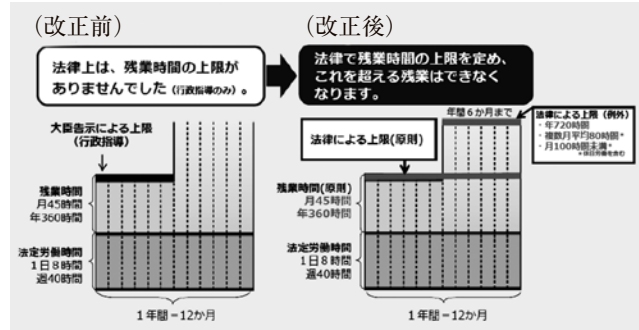 （改正前）
法律上は、残業時間の上限が
ありませんでした（行政指導のみ）。
大臣告示による上限
（行政指導）
残業時間
月45時間
年360時間
法定労働時間
1日8時間
週40時間
1年間＝12か月
（改正後）
法律で残業時間の上限を定め、
これを超える残業はできなく
なります。
法律による上限(原則)
年間6か月まで
法律による上限（例外）
・年720時間
・複数月平均80時間*
・月100時間未満*
*休日労働を含む
残業時間(原則)
月45時間
年360時間
法定労働時間
1日8時間
週40時間
1年間＝12か月